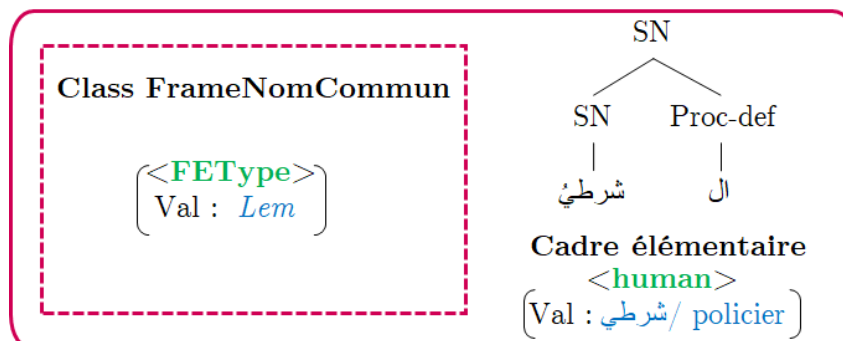 Class FrameNomCommun
<FEType>
Val : Lem
SN
SN Proc-def
شرطيُ ال
Cadre élémentaire
<human>
Val : شرطي / policier